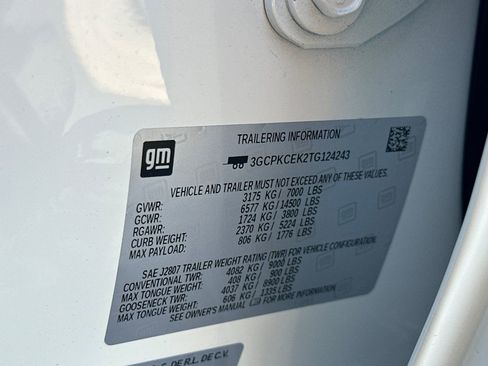 TRAILERING INFORMATION
gm
3GCPKCEK2TG124243
VEHICLE AND TRAILER MUST NOT EXCEED ANY OF THESE RATINGS.
GVWR: 3175 KG/ 7000 LBS
GCWR: 6577 KG/14500 LBS
RGAWR: 1724 KG/ 3800 LBS
CURB WEIGHT: 2370 KG/ 5224 LBS
MAX PAYLOAD: 806 KG/ 1776 LBS
SAE J2807 TRAILER WEIGHT RATING (TWR) FOR VEHICLE CONFIGURATION.
CONVENTIONAL TWR: 4082 KG/ 9000 LBS
MAX TONGUE WEIGHT: 408 KG/ 900 LBS
GOOSENECK TWR: 4037 KG/ 8900 LBS
MAX TONGUE WEIGHT: 606 KG/ 1335 LBS
SEE OWNER'S MANUAL FOR MORE INFORMATION
S. DE R.L. DE C.V.